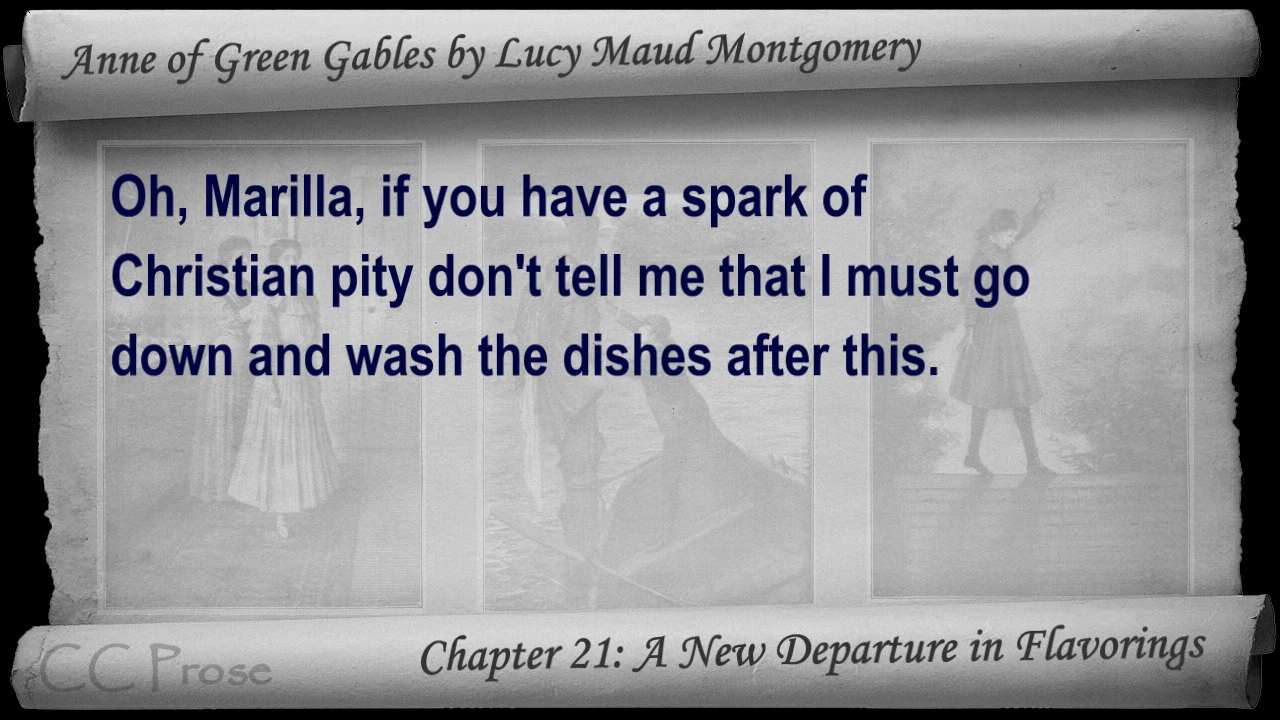 Anne of Green Gables by Lucy Maud Montgomery
Oh, Marilla, if you have a spark of
Christian pity don't tell me that I must go
down and wash the dishes after this.
Chapter 21: A New Departure in Flavorings
CC Prose